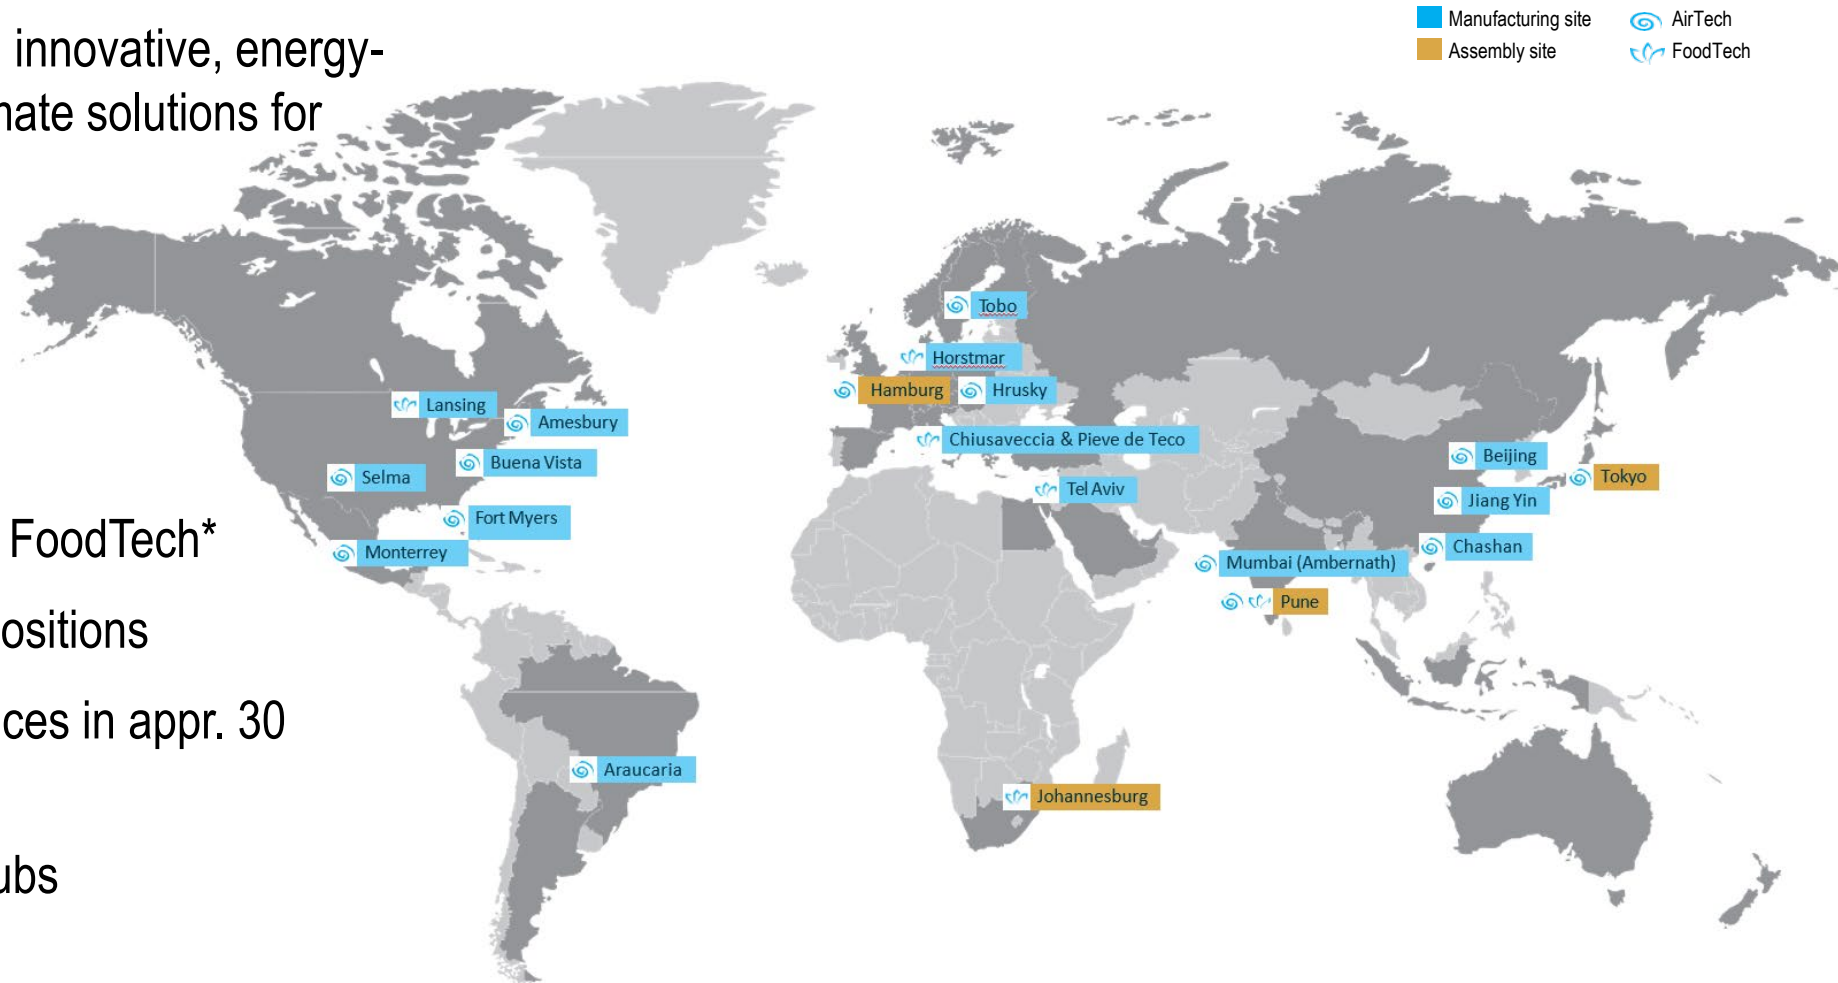 Manufacturing site
AirTech
Assembly site
FoodTech
innovative, energy-
mate solutions for
Tobo
Horstmar
Hamburg
Hrusky
Lansing
Amesbury
Chiusaveccia & Pieve de Teco
Buena Vista
Beijing
Selma
Tokyo
Tel Aviv
Jiang Yin
Fort Myers
FoodTech*
Chashan
Monterrey
Mumbai (Ambernath)
Pune
ositions
ces in appr. 30
Araucaria
Johannesburg
ubs